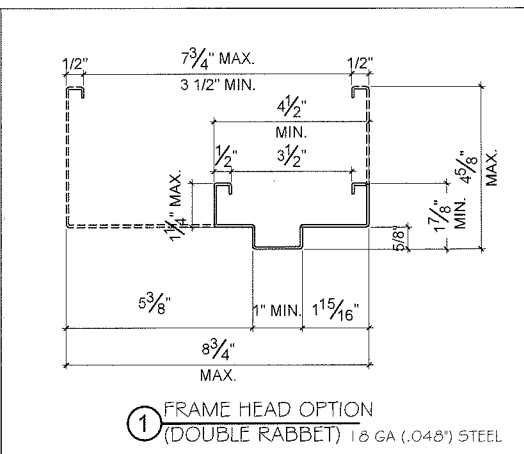 1/2" 7 3/4" MAX. 1/2"
3 1/2" MIN.
4 1/2"
MIN.
1/2" 3 1/2"
1 1/4" MAX.
4 5/8"
MAX.
1 7/8"
MIN.
5/8"
5 3/8" 1" MIN. 1 15/16"
8 3/4"
MAX.
1 FRAME HEAD OPTION
(DOUBLE RABBET) 18 GA (.048") STEEL